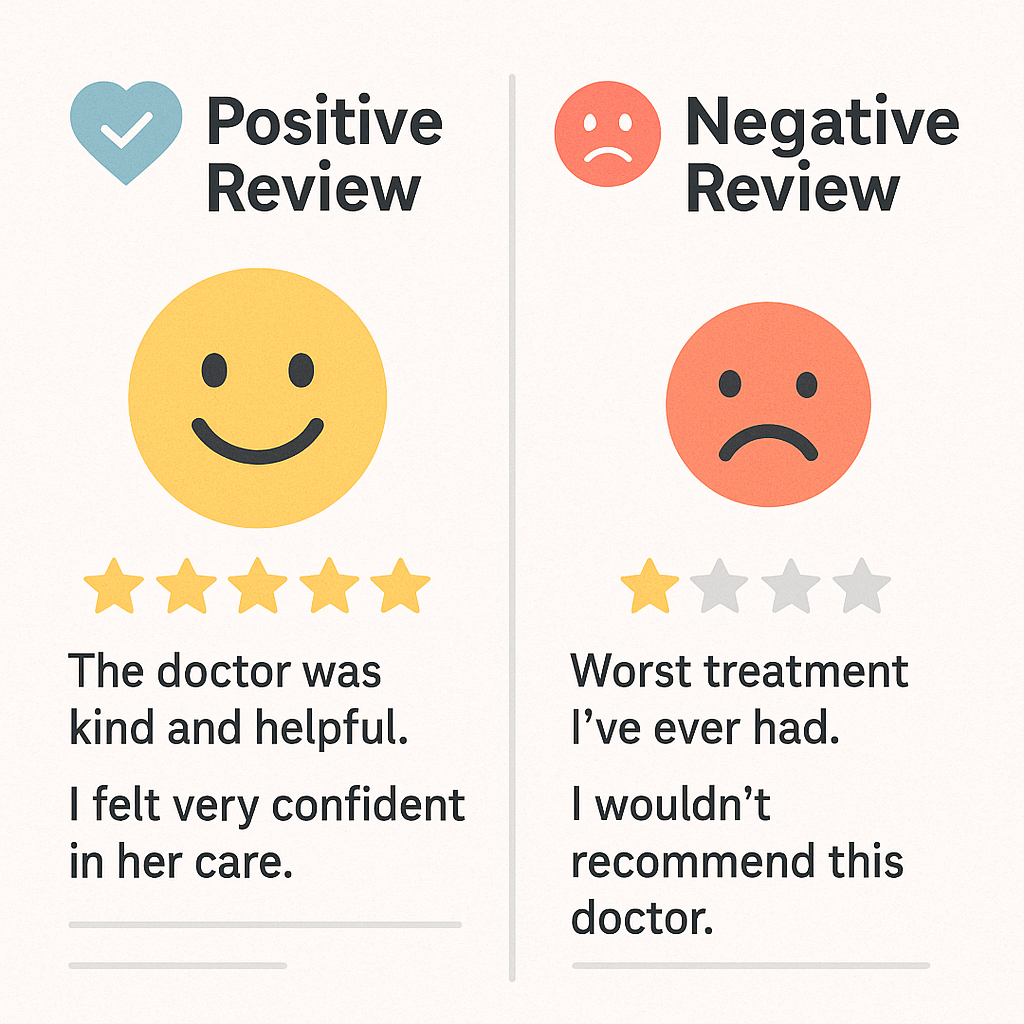 Positive
Review
The doctor was
kind and helpful.
I felt very confident
in her care.
Negative
Review
Worst treatment
I’ve ever had.
I wouldn’t
recommend this
doctor.